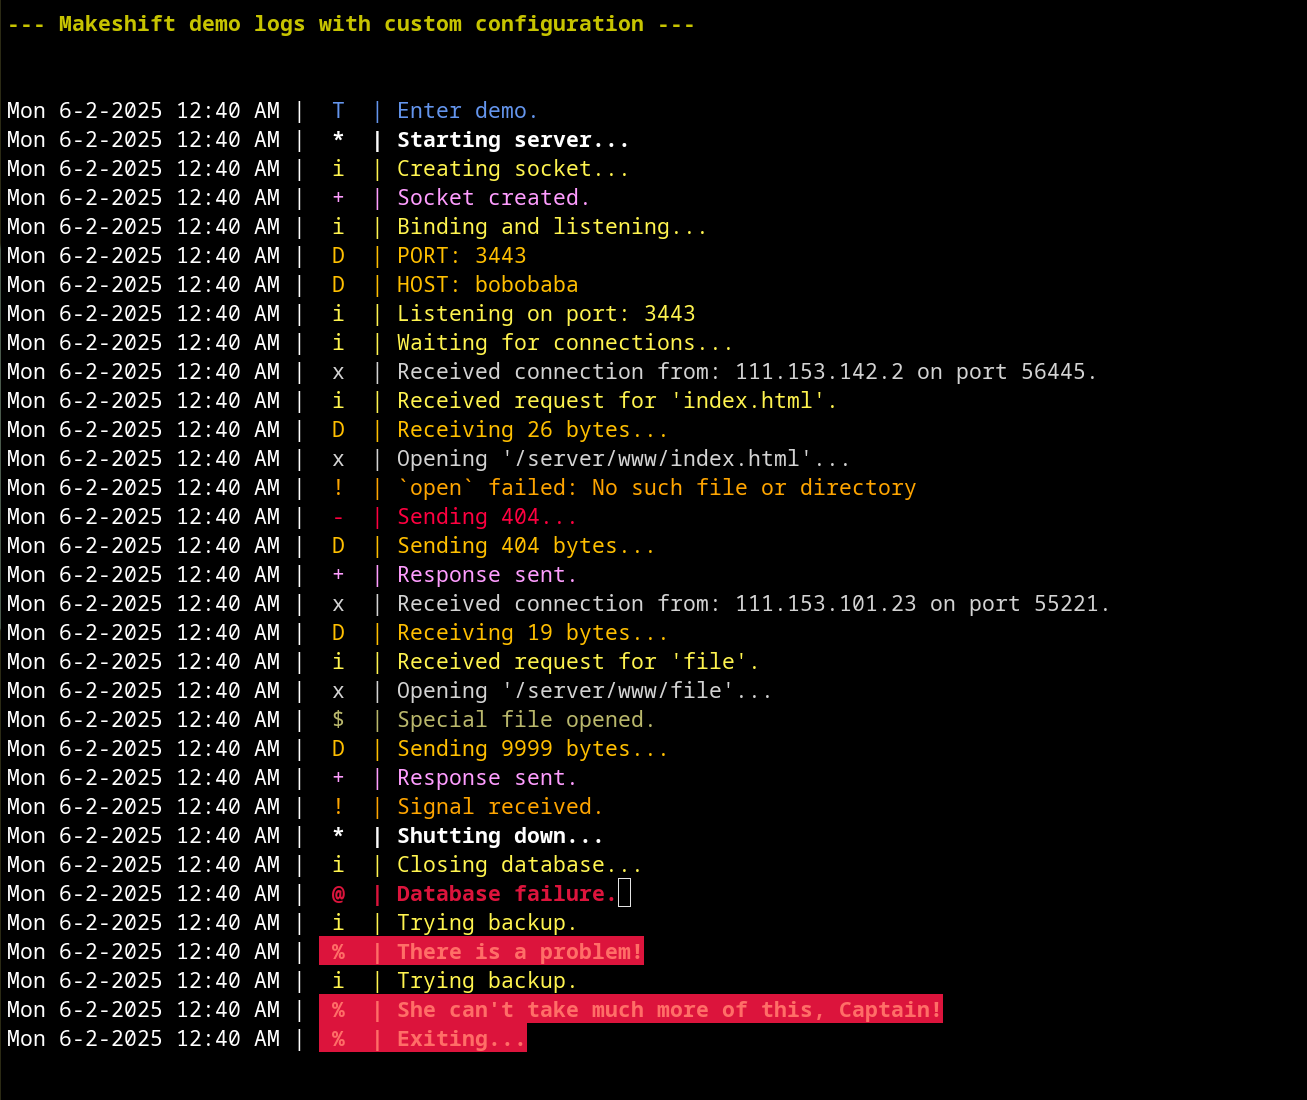 --- Makeshift demo logs with custom configuration ---
Mon 6-2-2025 12:40 AM |  T  | Enter demo.
Mon 6-2-2025 12:40 AM |  *  | Starting server...
Mon 6-2-2025 12:40 AM |  i  | Creating socket...
Mon 6-2-2025 12:40 AM |  +  | Socket created.
Mon 6-2-2025 12:40 AM |  i  | Binding and listening...
Mon 6-2-2025 12:40 AM |  D  | PORT: 3443
Mon 6-2-2025 12:40 AM |  D  | HOST: bobobaba
Mon 6-2-2025 12:40 AM |  i  | Listening on port: 3443
Mon 6-2-2025 12:40 AM |  i  | Waiting for connections...
Mon 6-2-2025 12:40 AM |  x  | Received connection from: 111.153.142.2 on port 56445.
Mon 6-2-2025 12:40 AM |  i  | Received request for 'index.html'.
Mon 6-2-2025 12:40 AM |  D  | Receiving 26 bytes...
Mon 6-2-2025 12:40 AM |  x  | Opening '/server/www/index.html'...
Mon 6-2-2025 12:40 AM |  !  | `open` failed: No such file or directory
Mon 6-2-2025 12:40 AM |  -  | Sending 404...
Mon 6-2-2025 12:40 AM |  D  | Sending 404 bytes...
Mon 6-2-2025 12:40 AM |  +  | Response sent.
Mon 6-2-2025 12:40 AM |  x  | Received connection from: 111.153.101.23 on port 55221.
Mon 6-2-2025 12:40 AM |  D  | Receiving 19 bytes...
Mon 6-2-2025 12:40 AM |  i  | Received request for 'file'.
Mon 6-2-2025 12:40 AM |  x  | Opening '/server/www/file'...
Mon 6-2-2025 12:40 AM |  $  | Special file opened.
Mon 6-2-2025 12:40 AM |  D  | Sending 9999 bytes...
Mon 6-2-2025 12:40 AM |  +  | Response sent.
Mon 6-2-2025 12:40 AM |  !  | Signal received.
Mon 6-2-2025 12:40 AM |  *  | Shutting down...
Mon 6-2-2025 12:40 AM |  i  | Closing database...
Mon 6-2-2025 12:40 AM |  @  | Database failure.
Mon 6-2-2025 12:40 AM |  i  | Trying backup.
Mon 6-2-2025 12:40 AM |  %  | There is a problem!
Mon 6-2-2025 12:40 AM |  i  | Trying backup.
Mon 6-2-2025 12:40 AM |  %  | She can't take much more of this, Captain!
Mon 6-2-2025 12:40 AM |  %  | Exiting...